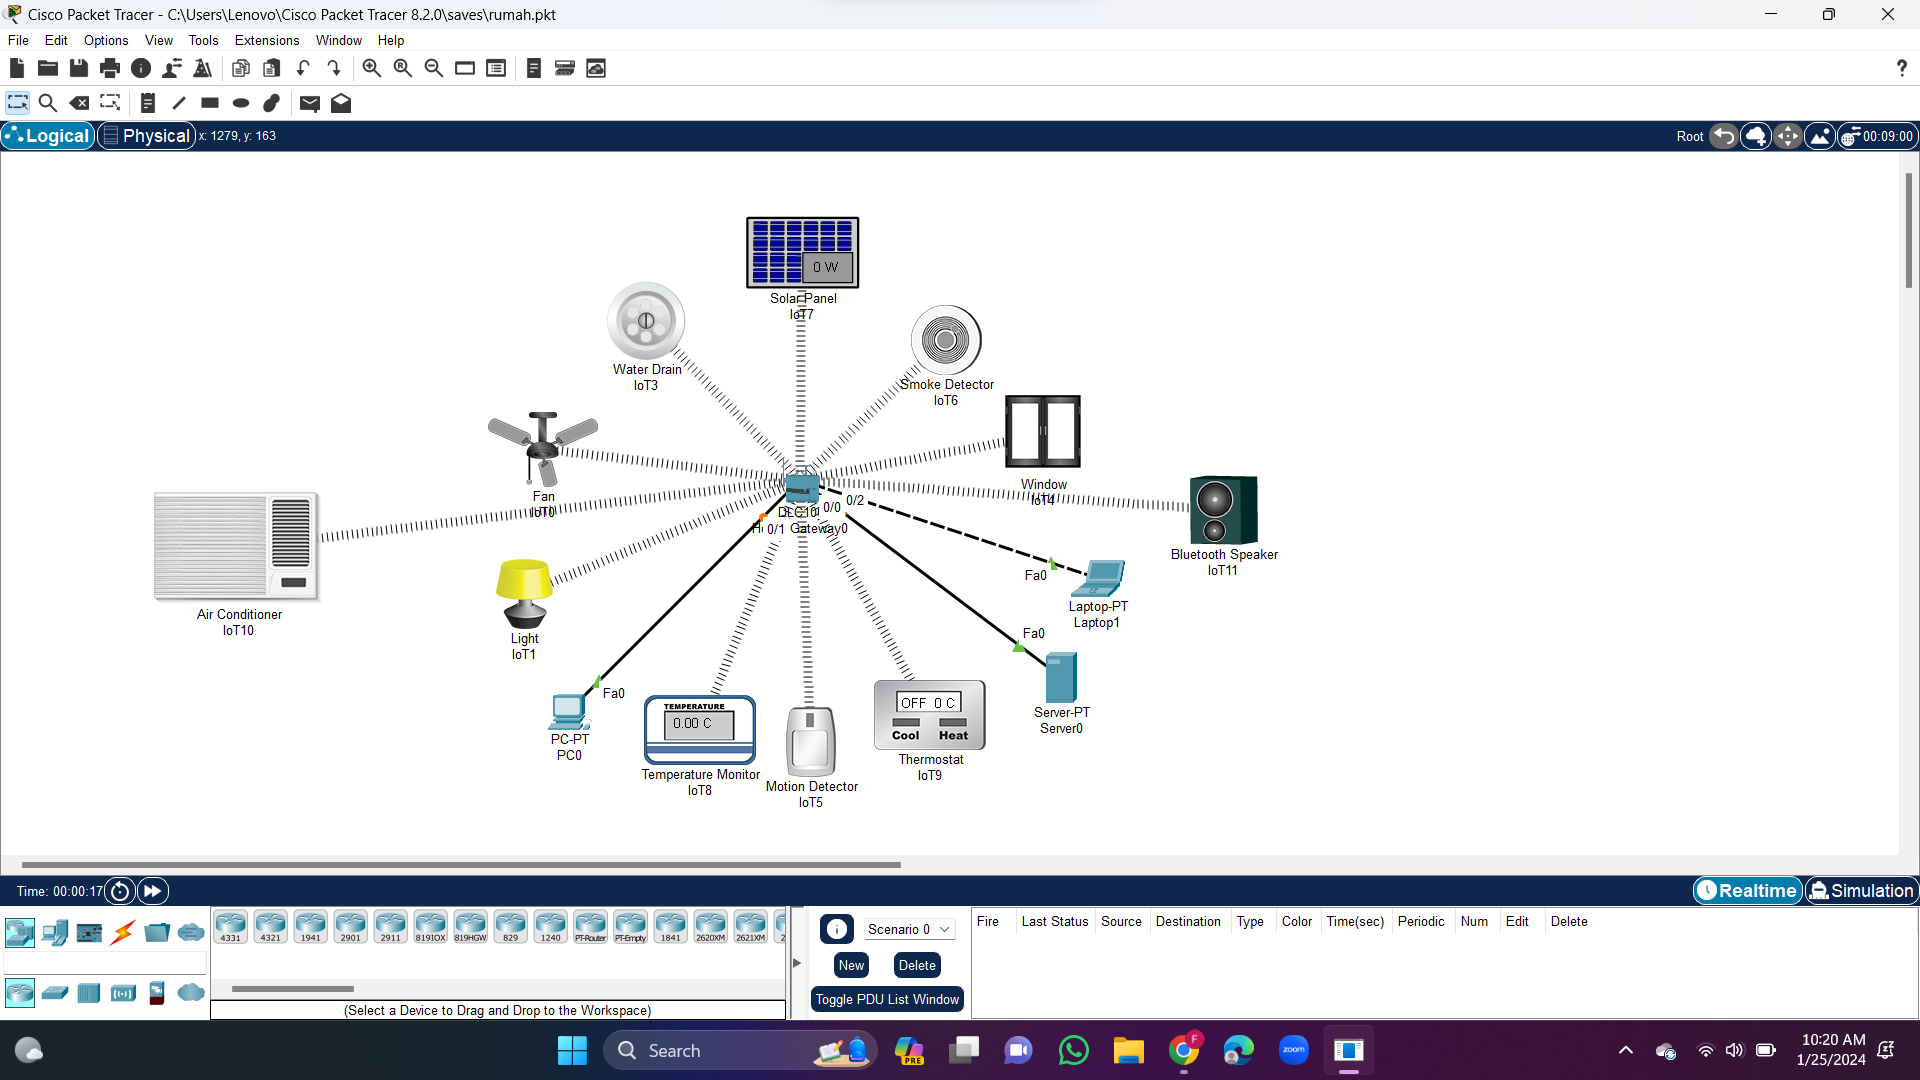 Cisco Packet Tracer - C:\Users\Lenovo\Cisco Packet Tracer 8.2.0\saves\rumah.pkt
File Edit Options View Tools Extensions Window Help
?
Logical Physical x: 1279, y: 163 Root 00:09:00
0 W
Solar Panel
IoT7
Water Drain
IoT3
Smoke Detector
IoT6
Fan
IoT0
Window
IoT4
0/2
0/0
DLC10
0/1 Gateway0
Bluetooth Speaker
IoT11
Air Conditioner
IoT10
Light
IoT1
Fa0
Laptop-PT
Laptop1
Fa0
Server-PT
Server0
Fa0
PC-PT
PC0
TEMPERATURE
0.00 C
Temperature Monitor
IoT8
Motion Detector
IoT5
OFF 0 C
Cool Heat
Thermostat
IoT9
Time: 00:00:17 Realtime Simulation
4331 4321 1941 2901 2911 819IOX 819HGW 829 1240 PT-Router PT-Empty 1841 2620XM 2621XM 2
(Select a Device to Drag and Drop to the Workspace)
Scenario 0
New Delete
Toggle PDU List Window
Fire Last Status Source Destination Type Color Time(sec) Periodic Num Edit Delete
Search
PRE
F
zoom
10:20 AM
1/25/2024